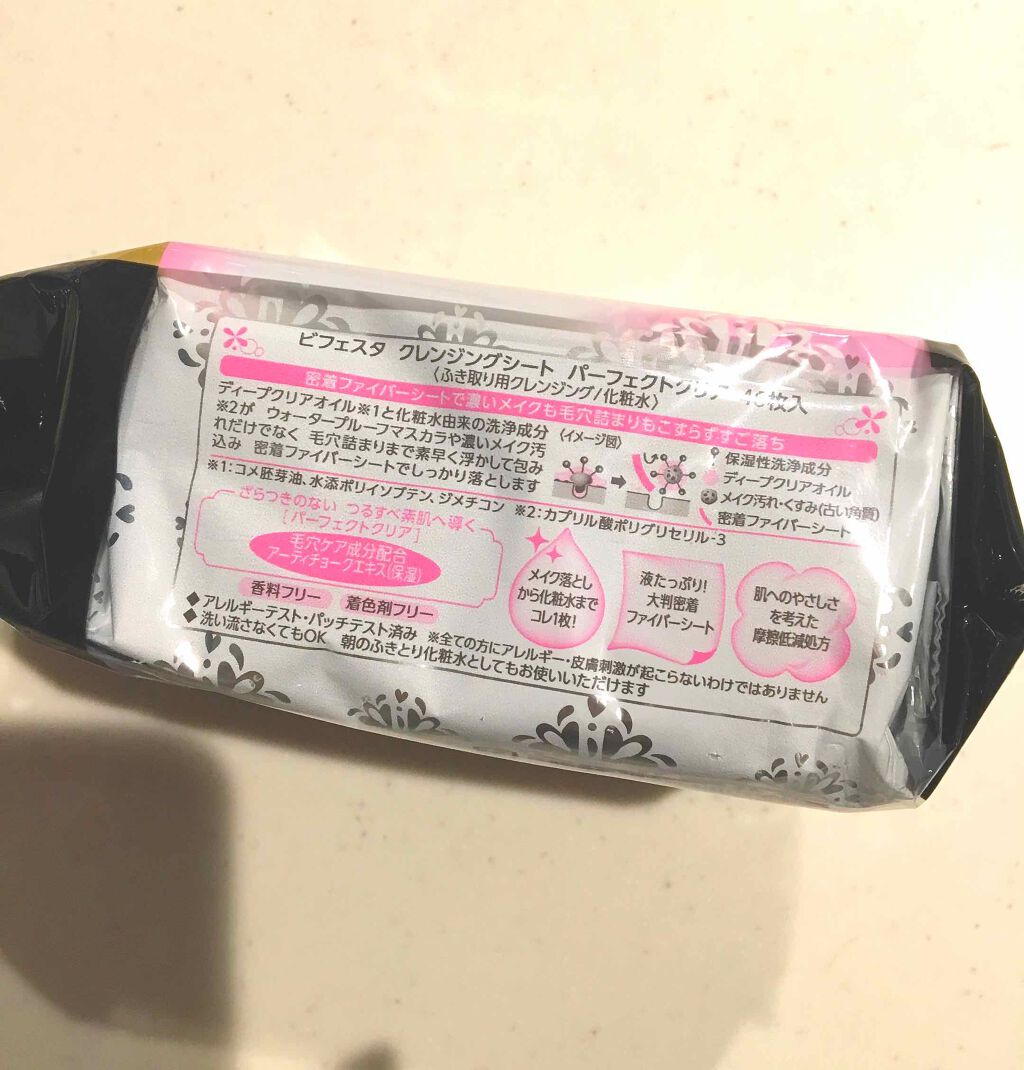 ビフェスタ クレンジングシート パーフェクトクリア 46枚入
〈ふき取り用クレンジング/化粧水〉
密着ファイバーシートで濃いメイクも毛穴詰まりもこすらずすご落ち
ディープクリアオイル※1と化粧水由来の洗浄成分
※2が ウォータープルーフマスカラや濃いメイク汚
れだけでなく 毛穴詰まりまで素早く浮かして包み
込み 密着ファイバーシートでしっかり落とします
〈イメージ図〉
保湿性洗浄成分
ディープクリアオイル
メイク汚れ・くすみ(古い角質)
密着ファイバーシート
※1:コメ胚芽油、水添ポリイソブテン、ジメチコン ※2:カプリル酸ポリグリセリル-3
ざらつきのない つるすべ素肌へ導く
[パーフェクトクリア]
毛穴ケア成分配合
アーティチョークエキス(保湿)
香料フリー 着色剤フリー
メイク落とし
から化粧水まで
コレ1枚!
液たっぷり!
大判密着
ファイバーシート
肌へのやさしさ
を考えた
摩擦低減処方
◆アレルギーテスト・パッチテスト済み ※全ての方にアレルギー・皮膚刺激が起こらないわけではありません
◆洗い流さなくてもOK 朝のふきとり化粧水としてもお使いいただけます